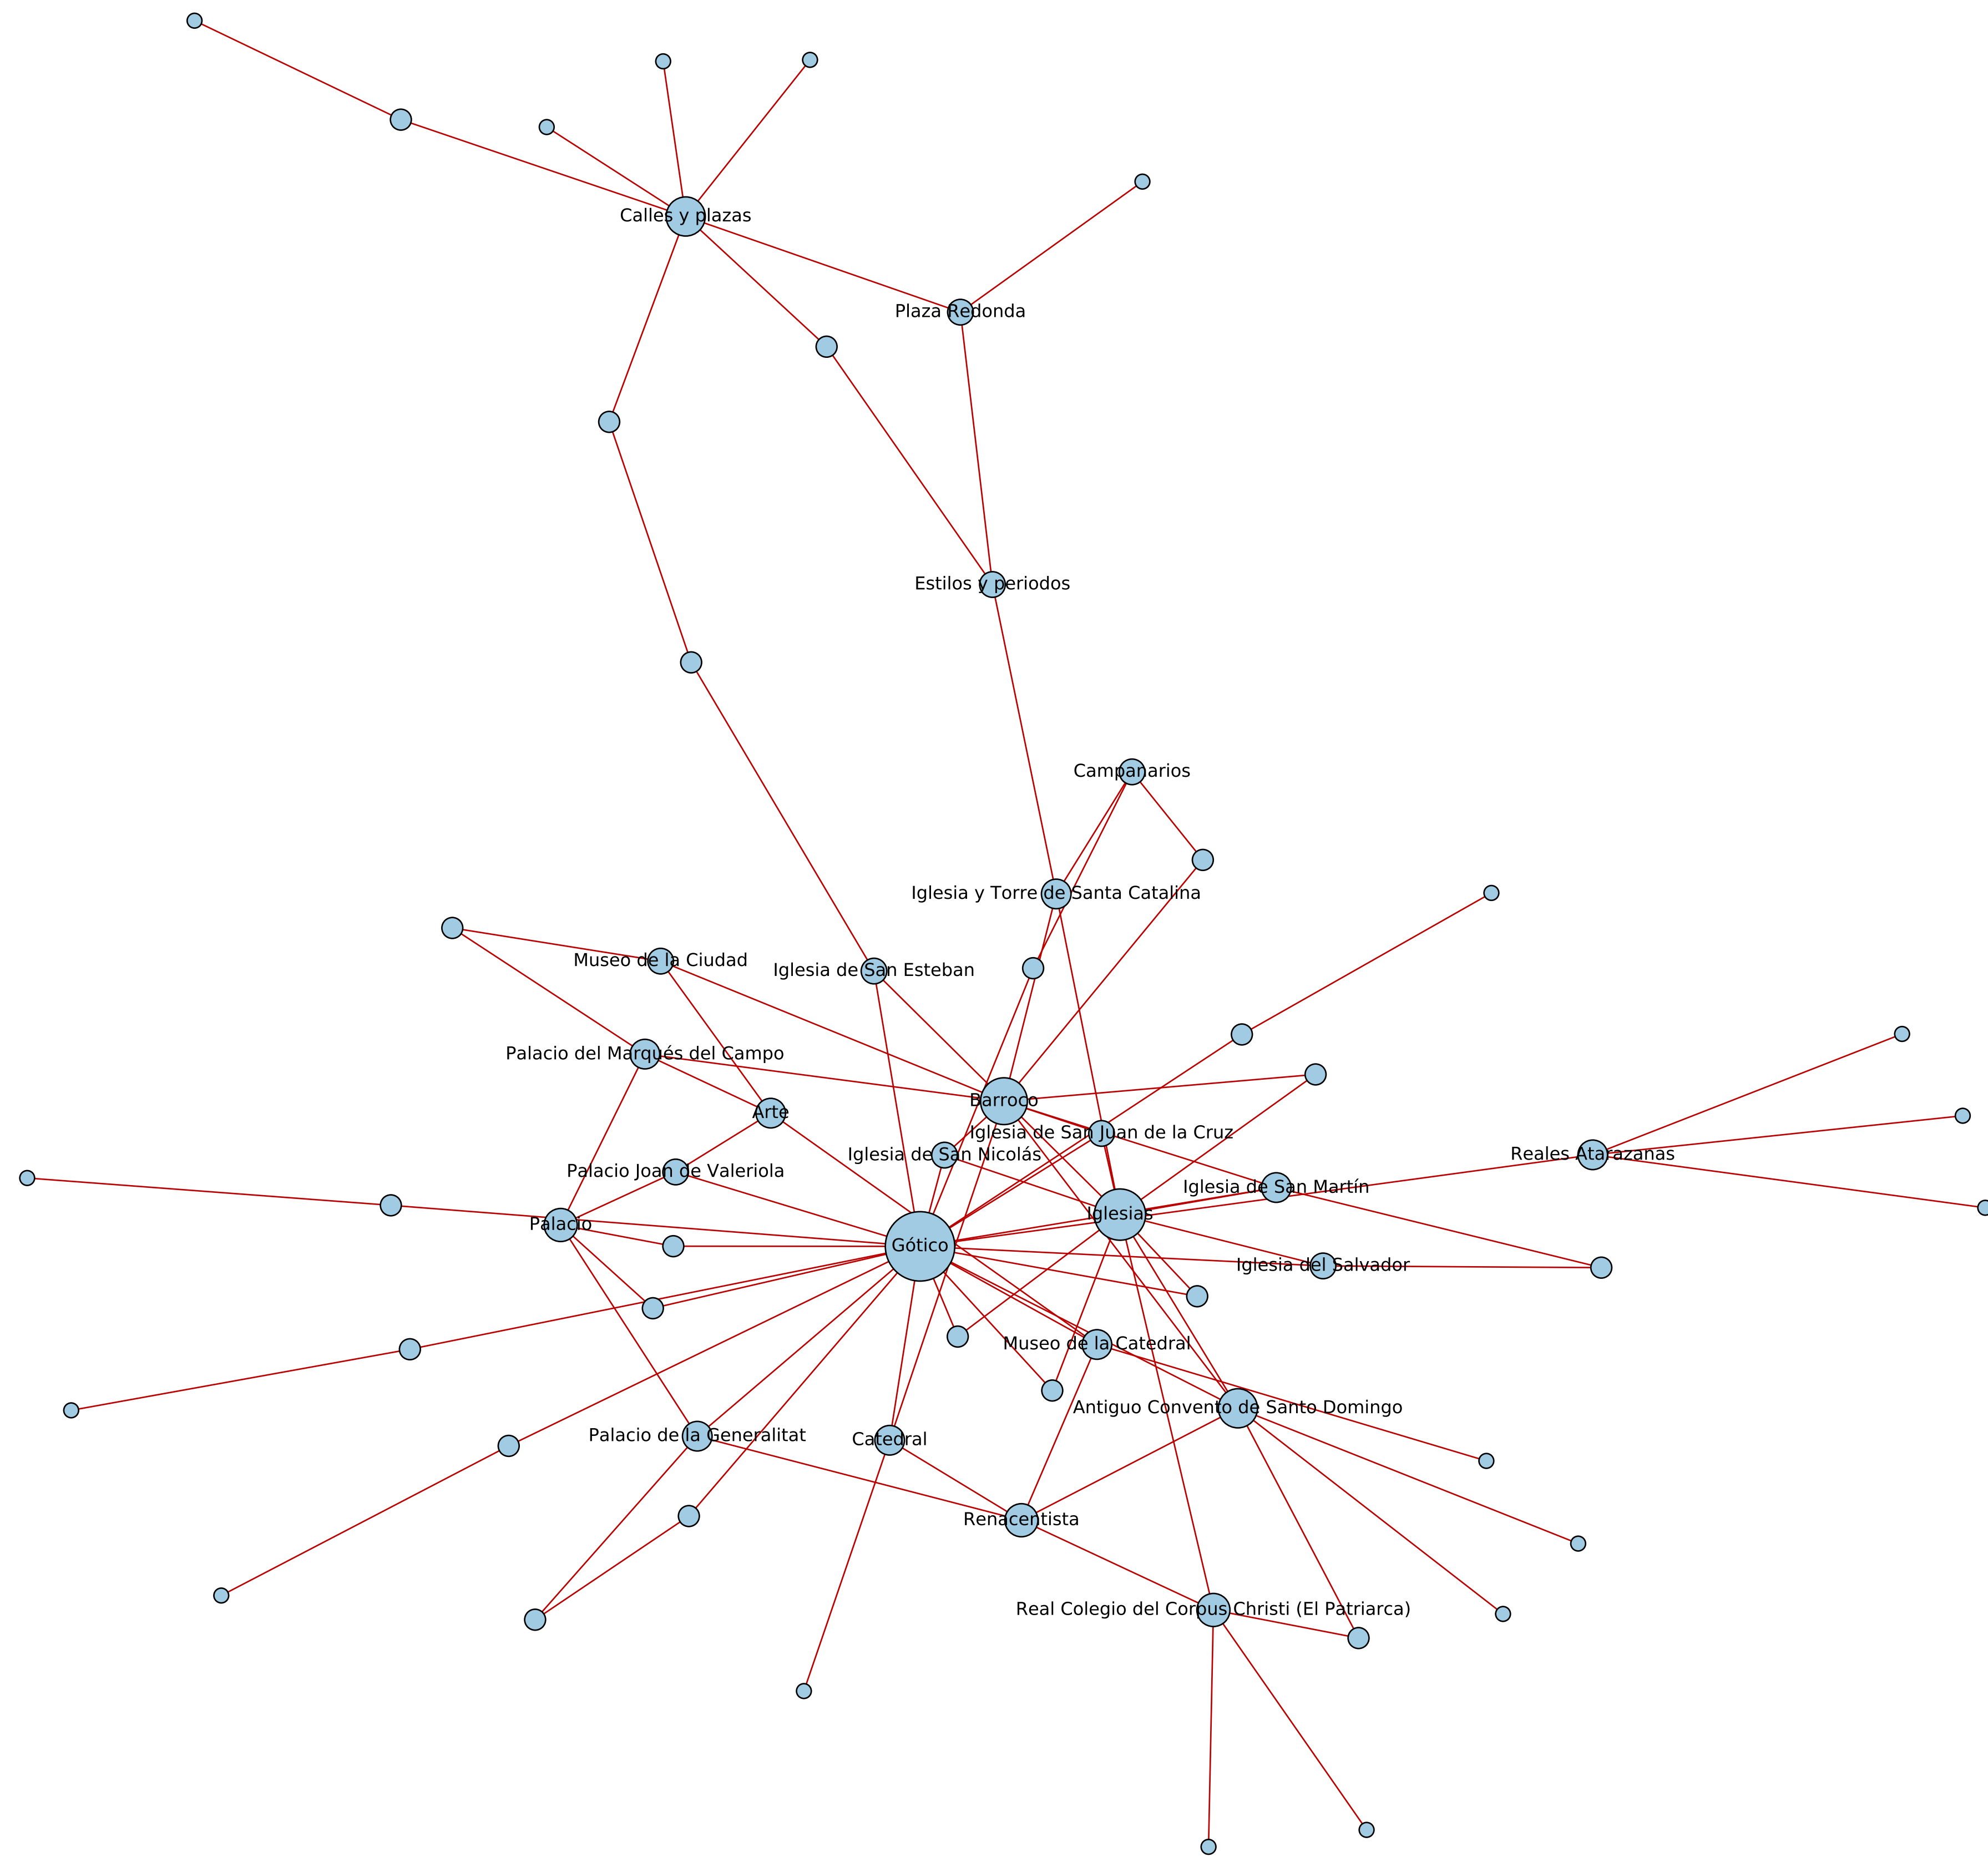 Calles y plazas
Plaza Redonda
Estilos y periodos
Campanarios
Iglesia y Torre de Santa Catalina
Museo de la Ciudad
Iglesia de San Esteban
Palacio del Marqués del Campo
Barroco
Arte
Iglesia de San Juan de la Cruz
Iglesia de San Nicolás
Reales Atarazanas
Palacio Joan de Valeriola
Iglesia de San Martín
Iglesias
Palacio
Gótico
Iglesia del Salvador
Museo de la Catedral
Antiguo Convento de Santo Domingo
Palacio de la Generalitat
Catedral
Renacentista
Real Colegio del Corpus Christi (El Patriarca)